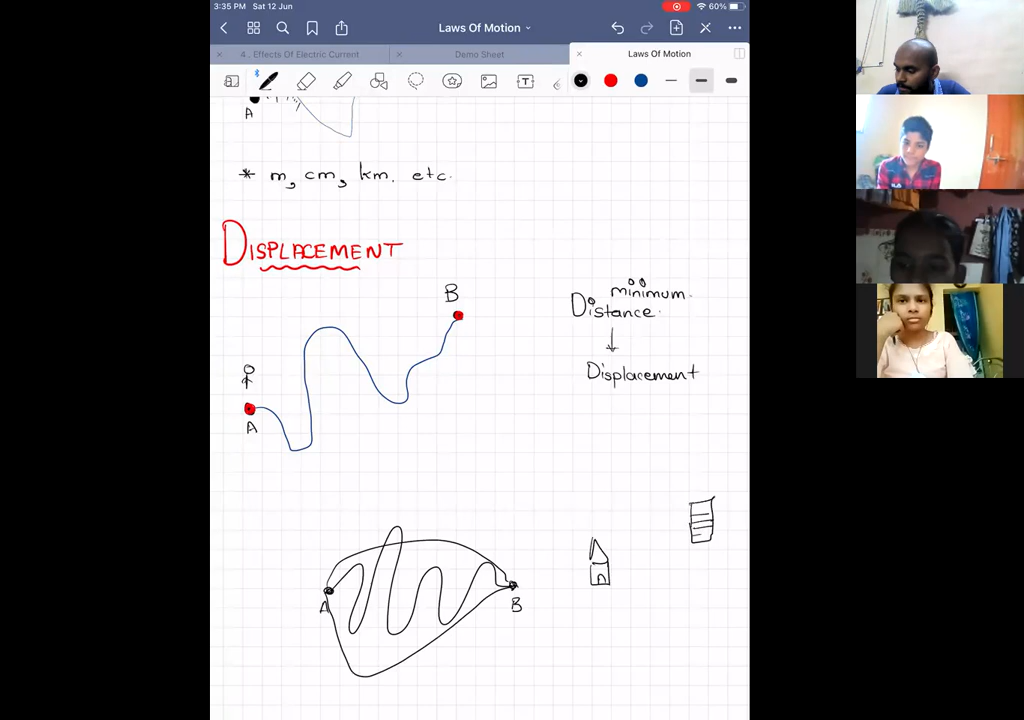 3:35 PM Sat 12 Jun
60%
Laws Of Motion
4 . Effects Of Electric Current
Demo Sheet
Laws Of Motion
T
A
* m, cm, km. etc.
DISPLACEMENT
B
A
minimum.
Distance.
Displacement
A
B